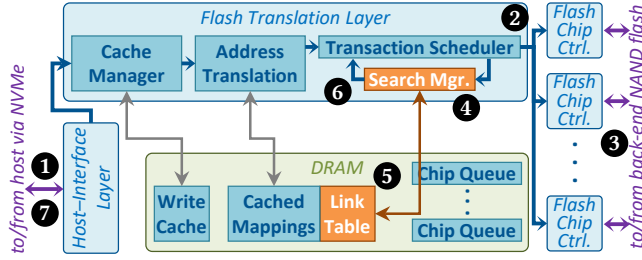 Flash Translation Layer
2
Cache
Manager
Address
Translation
Transaction Scheduler
Search Mgr.
6
4
Flash
Chip
Ctrl.
Flash
Chip
Ctrl.
3
Flash
Chip
Ctrl.
to/from back-end NAND flash
to/from host via NVMe
1
7
Host–Interface
Layer
DRAM
5
Write
Cache
Cached
Mappings
Link
Table
Chip Queue
Chip Queue